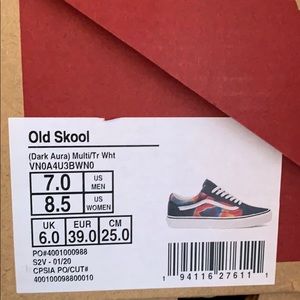 Old Skool
(Dark Aura) Multi/Tr Wht
VN0A4U3BWN0
7.0 US MEN
8.5 US WOMEN
UK EUR CM
6.0 39.0 25.0
PO#4001000988
S2V - 01/20
CPSIA PO/CUT#
400100098800010
1 94116 27611 1